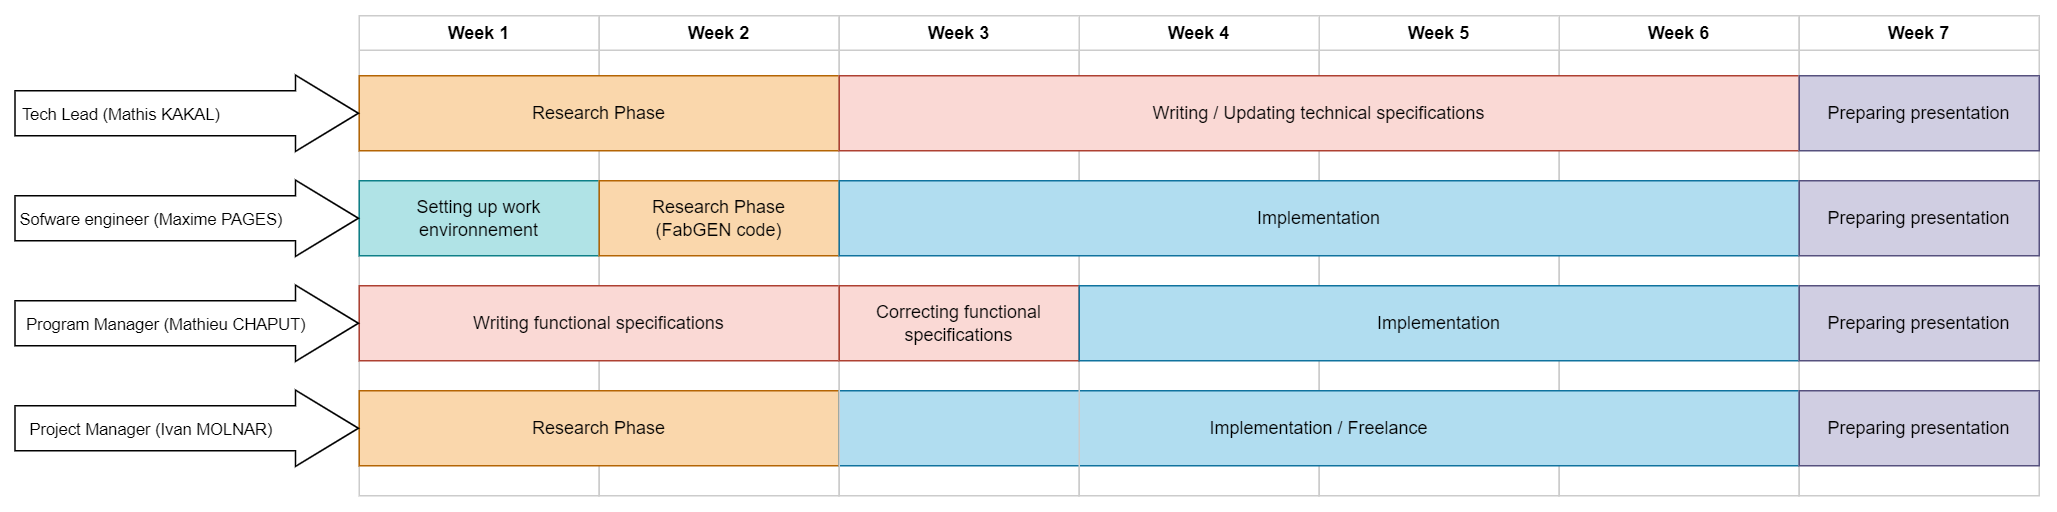 Week 1 Week 2 Week 3 Week 4 Week 5 Week 6 Week 7
Tech Lead (Mathis KAKAL) Research Phase Writing / Updating technical specifications Preparing presentation
Sofware engineer (Maxime PAGES)
Setting up work
environnement
Research Phase
(FabGEN code)
Implementation
Preparing presentation
Program Manager (Mathieu CHAPUT)
Writing functional specifications
Correcting functional
specifications
Implementation
Preparing presentation
Project Manager (Ivan MOLNAR) Research Phase Implementation / Freelance Preparing presentation